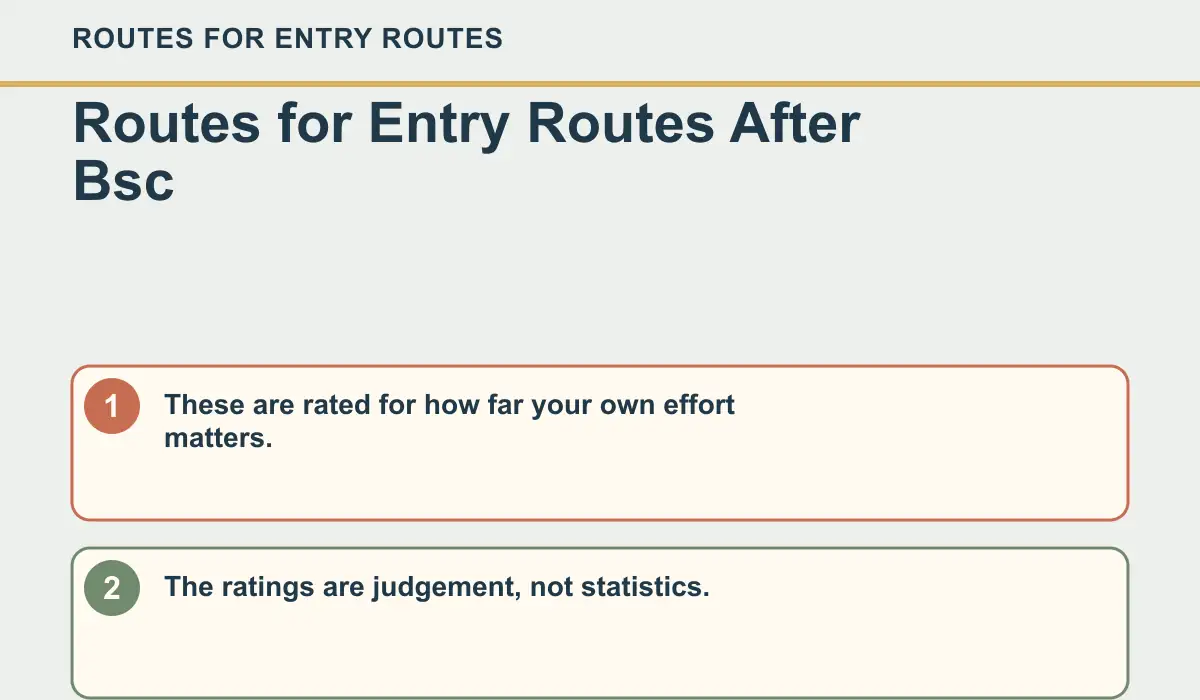 ROUTES FOR ENTRY ROUTES
Routes for Entry Routes After
Bsc
1
These are rated for how far your own effort
matters.
2
The ratings are judgement, not statistics.